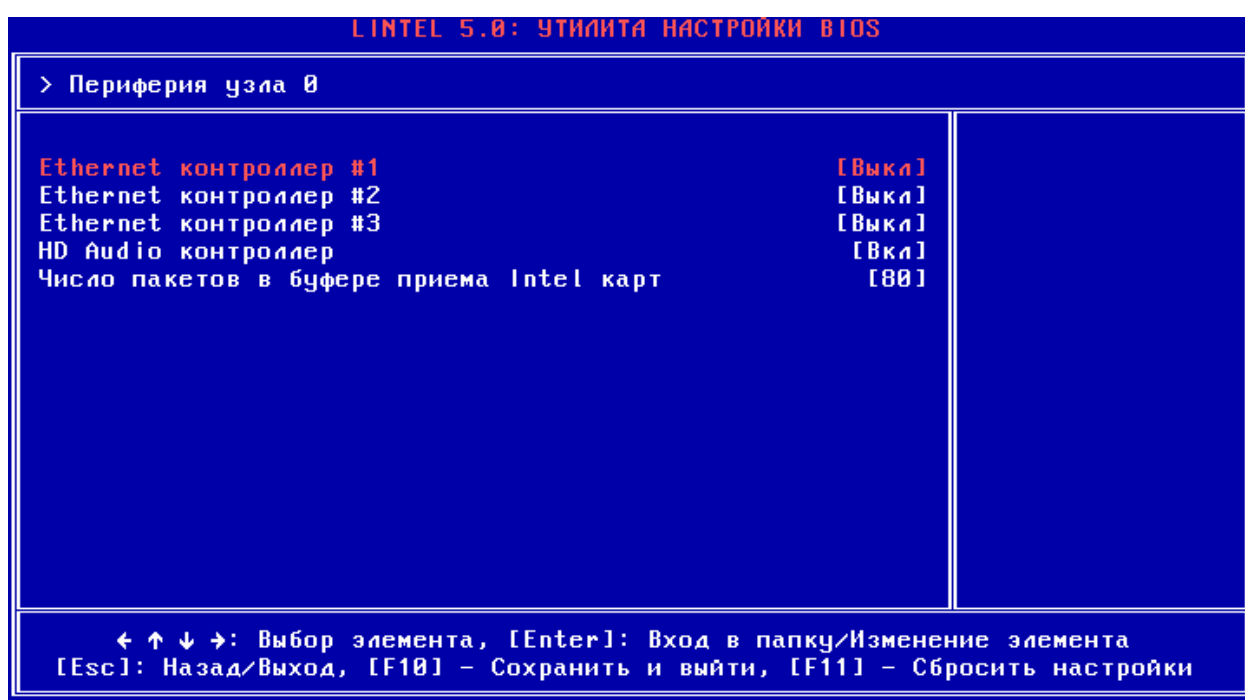 LINTEL 5.0: УТИЛИТА НАСТРОЙКИ BIOS
> Периферия узла 0
Ethernet контроллер #1 [Выкл]
Ethernet контроллер #2 [Выкл]
Ethernet контроллер #3 [Выкл]
HD Audio контроллер [Вкл]
Число пакетов в буфере приема Intel карт [80]
← ↑ ↓ →: Выбор элемента, [Enter]: Вход в папку/Изменение элемента
[Esc]: Назад/Выход, [F10] - Сохранить и выйти, [F11] - Сбросить настройки